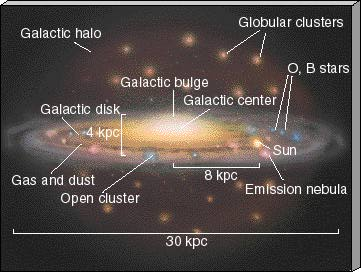 Globular clusters
Galactic halo
O, B stars
Galactic bulge
Galactic center
Galactic disk
4 kpc
Sun
8 kpc
Gas and dust
Emission nebula
Open cluster
30 kpc